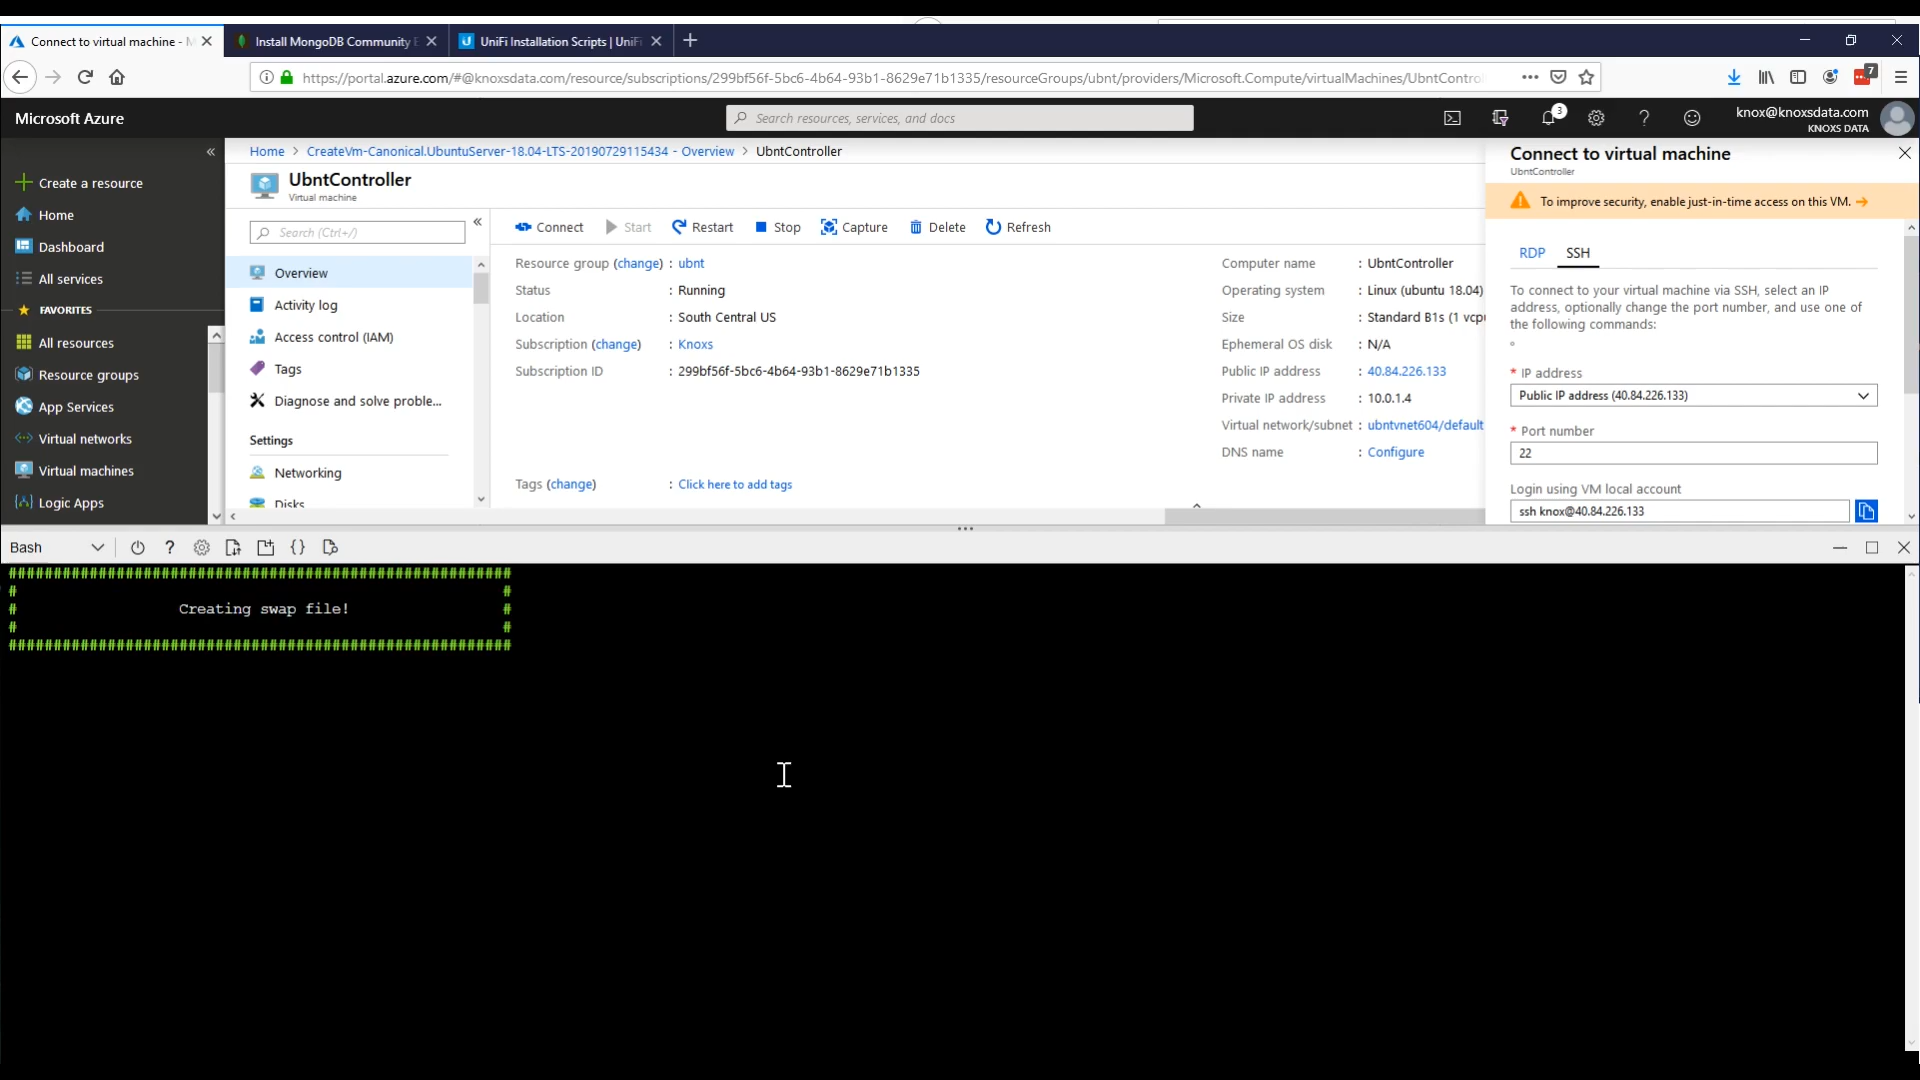 Connect to virtual machine - M
Install MongoDB Community E
UniFi Installation Scripts | UniFi
https://portal.azure.com/#@knoxsdata.com/resource/subscriptions/299bf56f-5bc6-4b64-93b1-8629e71b1335/resourceGroups/ubnt/providers/Microsoft.Compute/virtualMachines/UbntContro
7
Microsoft Azure
Search resources, services, and docs
3
knox@knoxsdata.com
KNOXS DATA
Create a resource
Home
Dashboard
All services
FAVORITES
All resources
Resource groups
App Services
Virtual networks
Virtual machines
Logic Apps
Home > CreateVm-Canonical.UbuntuServer-18.04-LTS-20190729115434 - Overview > UbntController
UbntController
Virtual machine
Search (Ctrl+/)
Overview
Activity log
Access control (IAM)
Tags
Diagnose and solve proble...
Settings
Networking
Disks
Connect
Start
Restart
Stop
Capture
Delete
Refresh
Resource group (change) : ubnt
Status : Running
Location : South Central US
Subscription (change) : Knoxs
Subscription ID : 299bf56f-5bc6-4b64-93b1-8629e71b1335
Tags (change) : Click here to add tags
Computer name : UbntController
Operating system : Linux (ubuntu 18.04)
Size : Standard B1s (1 vcpu
Ephemeral OS disk : N/A
Public IP address : 40.84.226.133
Private IP address : 10.0.1.4
Virtual network/subnet : ubntvnet604/default
DNS name : Configure
Connect to virtual machine
UbntController
To improve security, enable just-in-time access on this VM. →
RDP
SSH
To connect to your virtual machine via SSH, select an IP
address, optionally change the port number, and use one of
the following commands:
* IP address
Public IP address (40.84.226.133)
* Port number
22
Login using VM local account
ssh knox@40.84.226.133
Bash
########################################################
# #
# Creating swap file! #
# #
########################################################